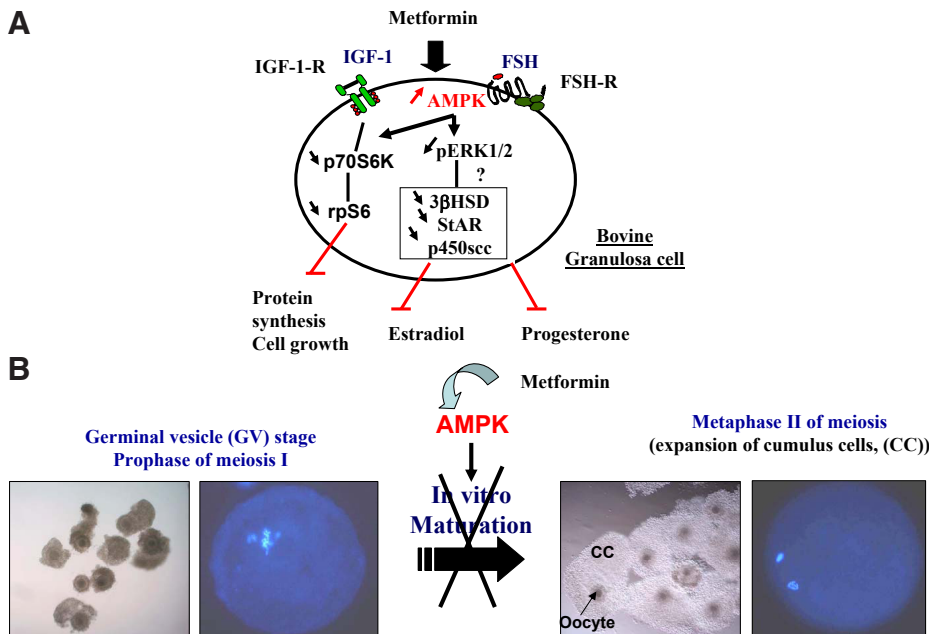 A
Metformin
IGF-1-R
IGF-1
FSH
FSH-R
AMPK
p70S6K
pERK1/2
?
rpS6
3βHSD
StAR
p450scc
Bovine
Granulosa cell
Protein
synthesis
Cell growth
Estradiol
Progesterone
B
Metformin
AMPK
Germinal vesicle (GV) stage
Prophase of meiosis I
In vitro
Maturation
Metaphase II of meiosis
(expansion of cumulus cells, (CC))
CC
Oocyte